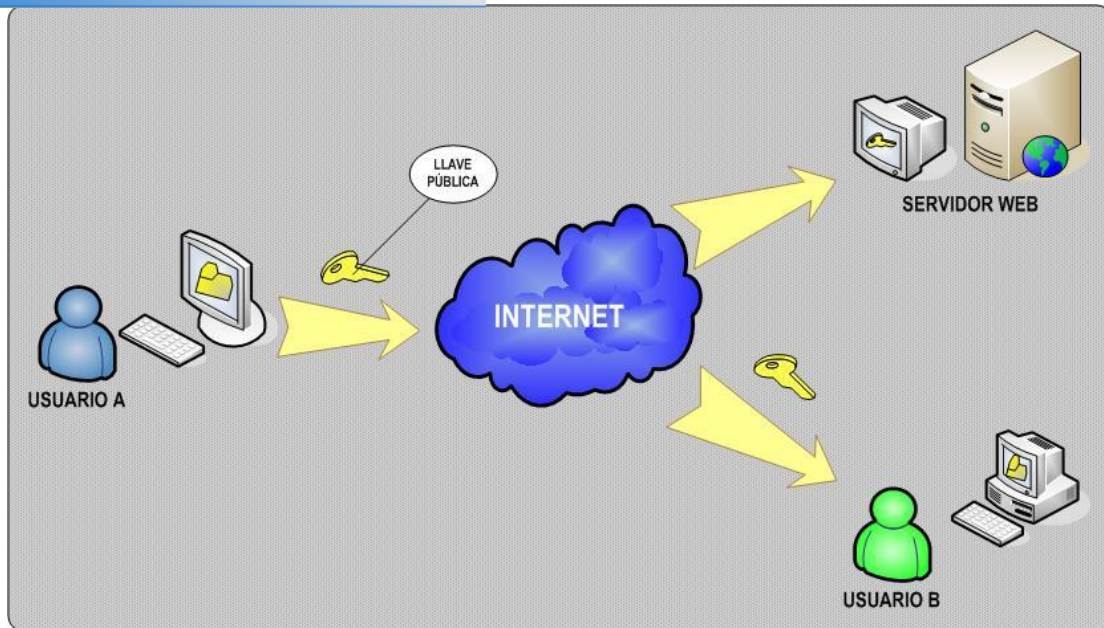 LLAVE
PÚBLICA
SERVIDOR WEB
INTERNET
USUARIO A
USUARIO B